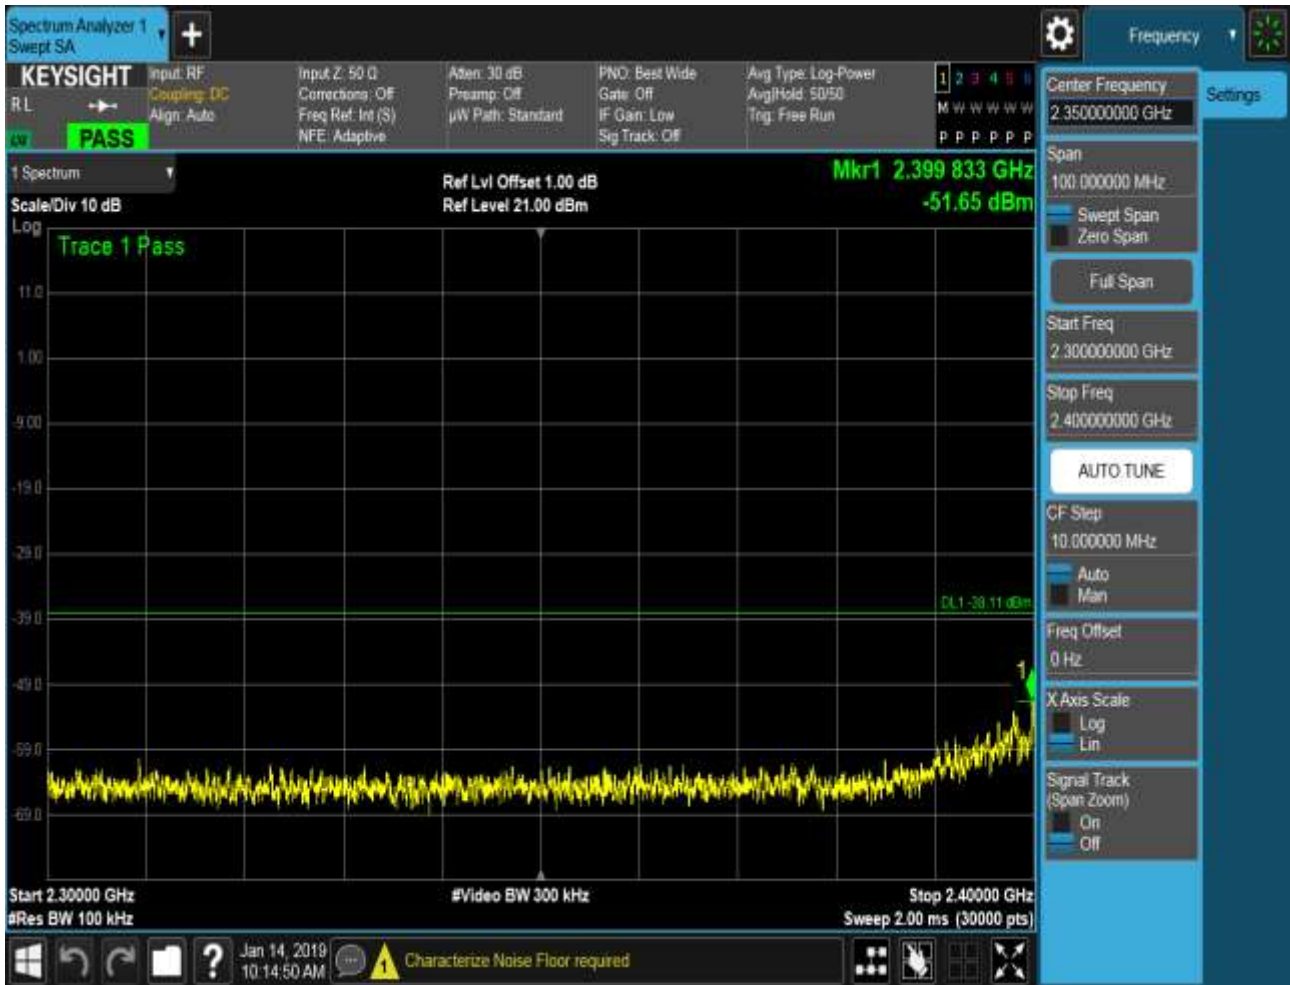 Spectrum Analyzer 1
Swept SA
Frequency
KEYSIGHT
RL
PASS
Input: RF
Coupling: DC
Align: Auto
Input Z: 50 Ω
Corrections: Off
Freq Ref: Int (S)
NFE: Adaptive
Atten: 30 dB
Preamp: Off
µW Path: Standard
PNO: Best Wide
Gate: Off
IF Gain: Low
Sig Track: Off
Avg Type: Log-Power
Avg|Hold: 50/50
Trig: Free Run
1 2 3 4 5 6
M W W W W W
P P P P P P
1 Spectrum
Scale/Div 10 dB
Ref Lvl Offset 1.00 dB
Ref Level 21.00 dBm
Mkr1 2.399 833 GHz
-51.65 dBm
Log
Trace 1 Pass
11.0
1.00
-9.00
-19.0
-29.0
-39.0
-49.0
-59.0
-69.0
DL1 -38.11 dBm
1
Start 2.30000 GHz
#Video BW 300 kHz
Stop 2.40000 GHz
#Res BW 100 kHz
Sweep 2.00 ms (30000 pts)
?
Jan 14, 2019
10:14:50 AM
Characterize Noise Floor required
Settings
Center Frequency
2.350000000 GHz
Span
100.000000 MHz
Swept Span
Zero Span
Full Span
Start Freq
2.300000000 GHz
Stop Freq
2.400000000 GHz
AUTO TUNE
CF Step
10.000000 MHz
Auto
Man
Freq Offset
0 Hz
X Axis Scale
Log
Lin
Signal Track
(Span Zoom)
On
Off